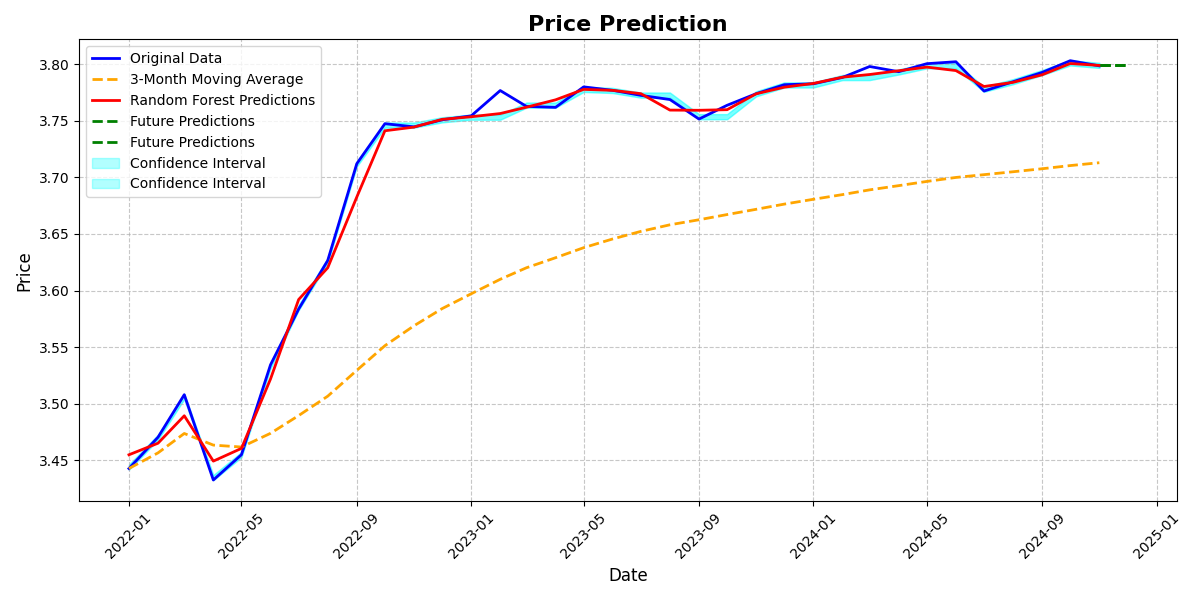 Price Prediction
Original Data
3-Month Moving Average
Random Forest Predictions
Future Predictions
Future Predictions
Confidence Interval
Confidence Interval
Price
3.80
3.75
3.70
3.65
3.60
3.55
3.50
3.45
2022-01
2022-05
2022-09
2023-01
2023-05
2023-09
2024-01
2024-05
2024-09
2025-01
Date